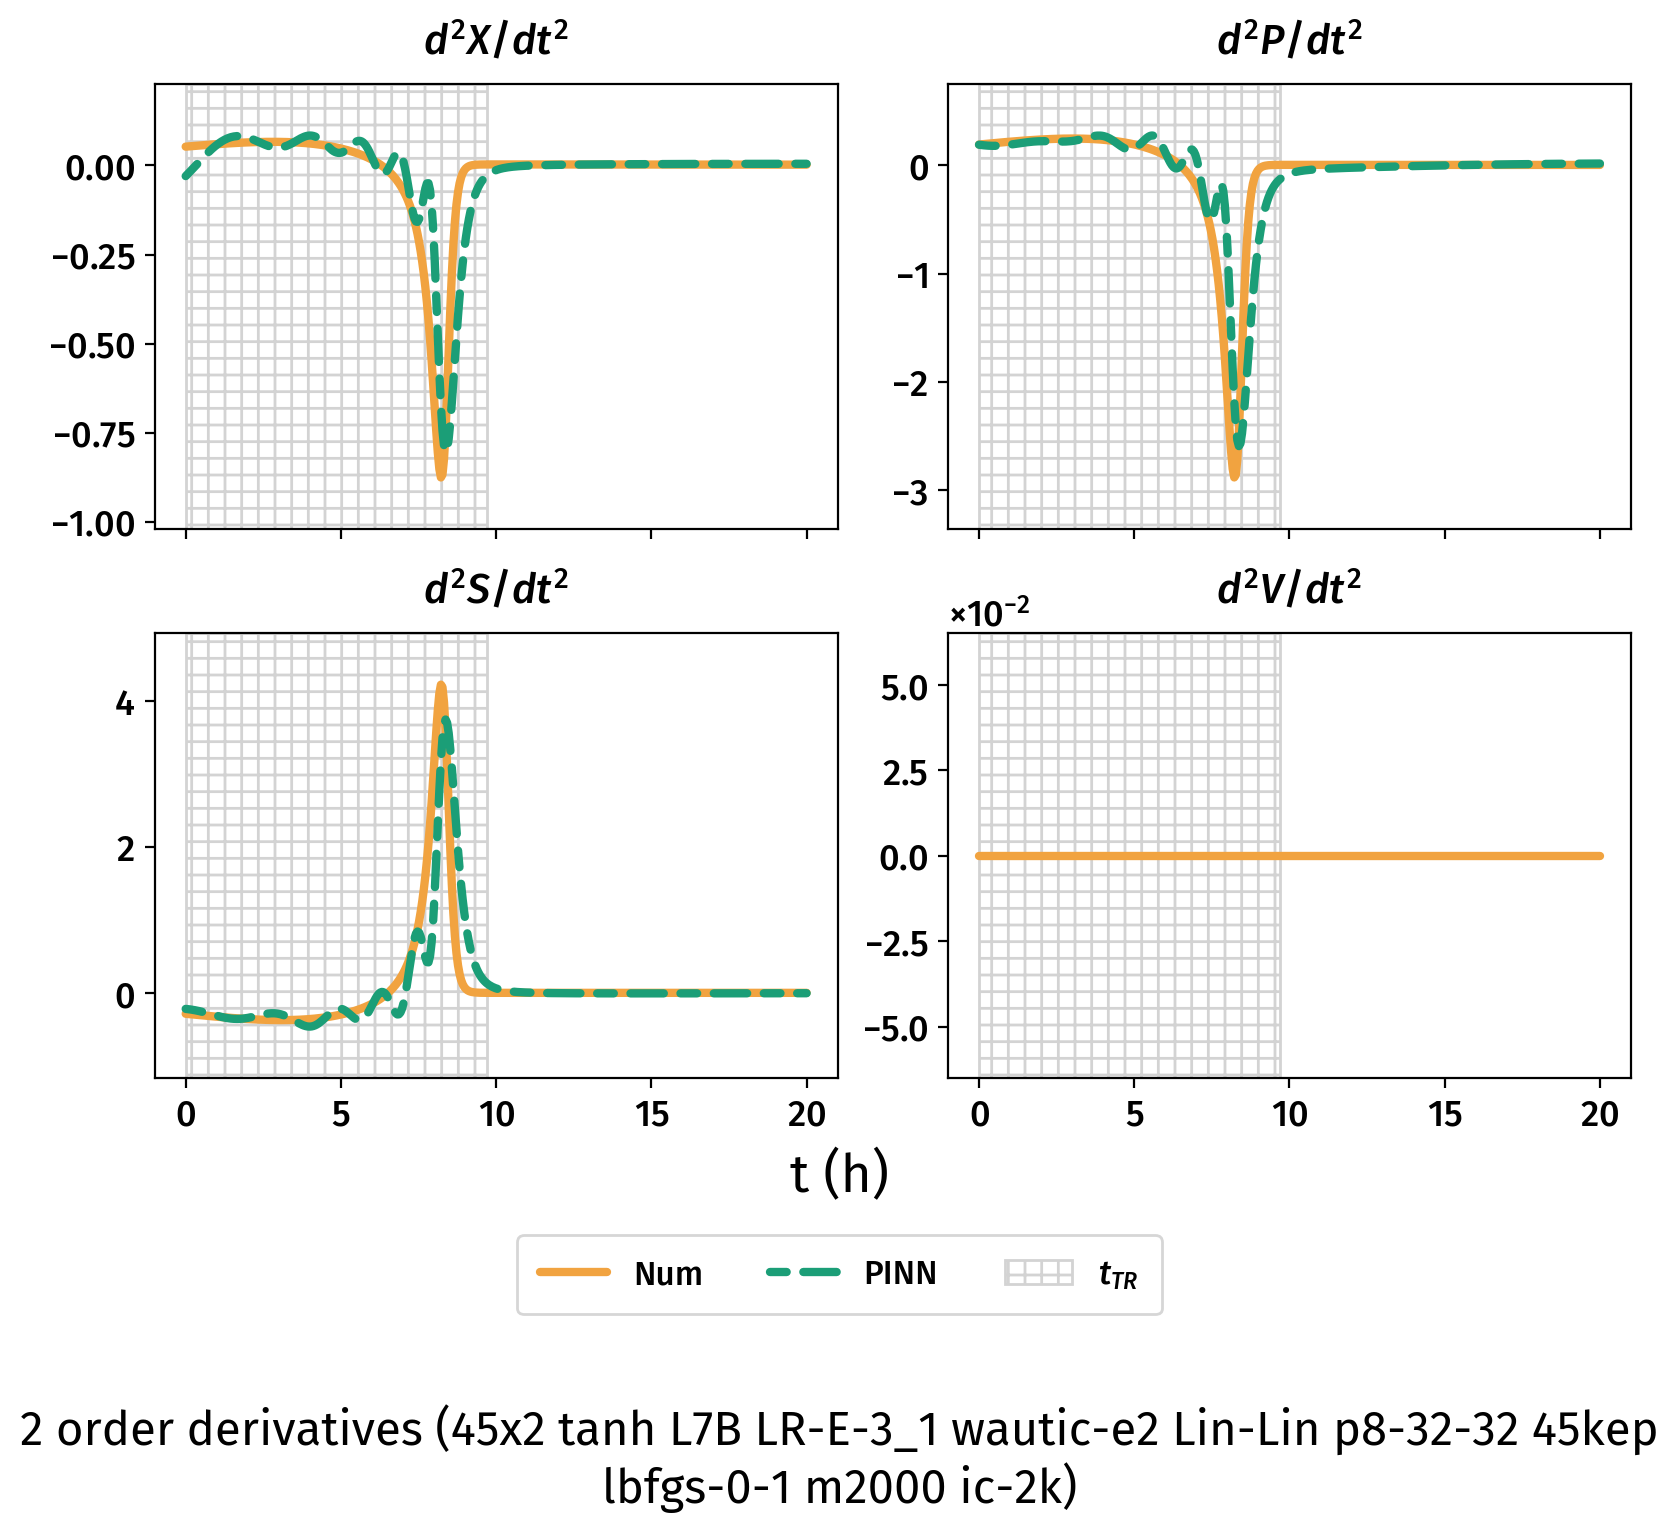 d²X/dt²
d²P/dt²
0.00
−0.25
−0.50
−0.75
−1.00
0
−1
−2
−3
d²S/dt²
d²V/dt²
×10⁻²
4
2
0
5.0
2.5
0.0
−2.5
−5.0
0 5 10 15 20
0 5 10 15 20
t (h)
Num PINN t_TR
2 order derivatives (45x2 tanh L7B LR-E-3_1 wautic-e2 Lin-Lin p8-32-32 45kep
lbfgs-0-1 m2000 ic-2k)